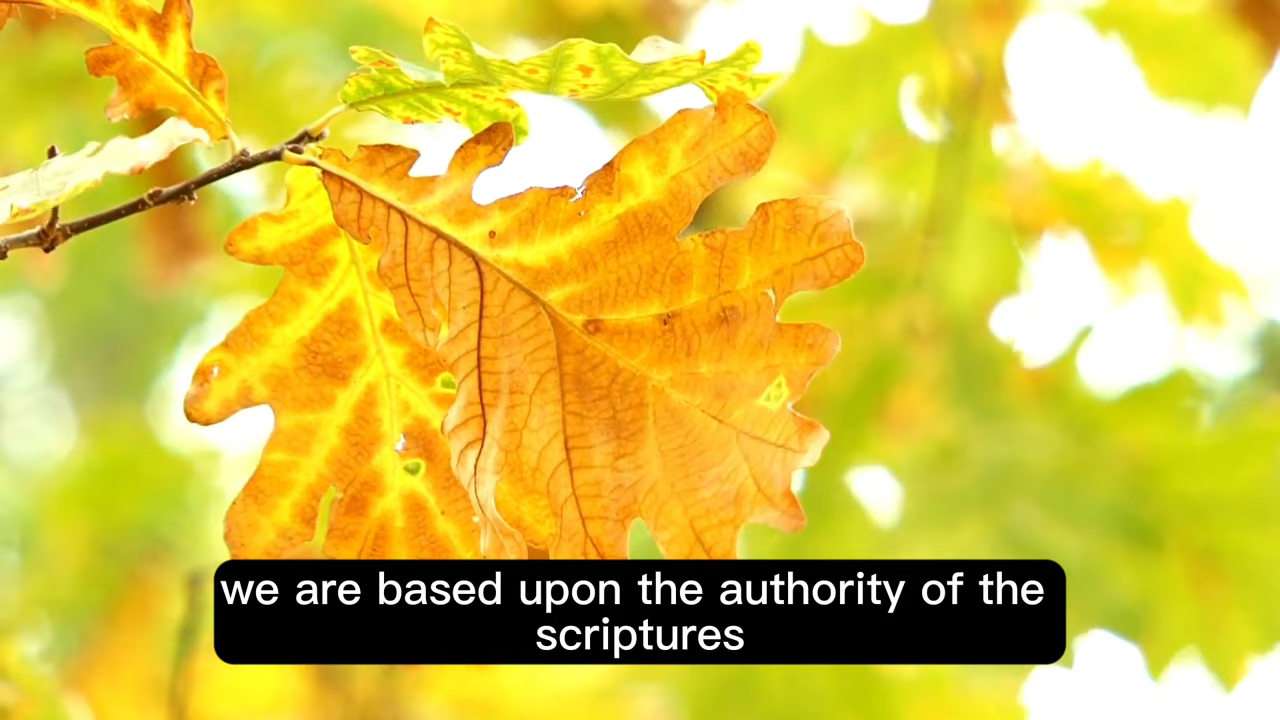 we are based upon the authority of the
scriptures